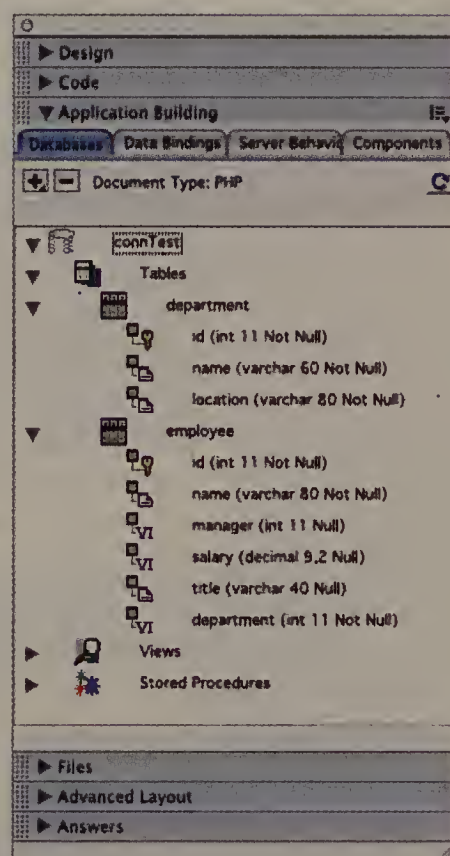 Design
Code
Application Building
Databases Data Bindings Server Behavio Components
Document Type: PHP
connTest
Tables
department
id (int 11 Not Null)
name (varchar 60 Not Null)
location (varchar 80 Not Null)
employee
id (int 11 Not Null)
name (varchar 80 Not Null)
manager (int 11 Null)
salary (decimal 9,2 Null)
title (varchar 40 Null)
department (int 11 Not Null)
Views
Stored Procedures
Files
Advanced Layout
Answers